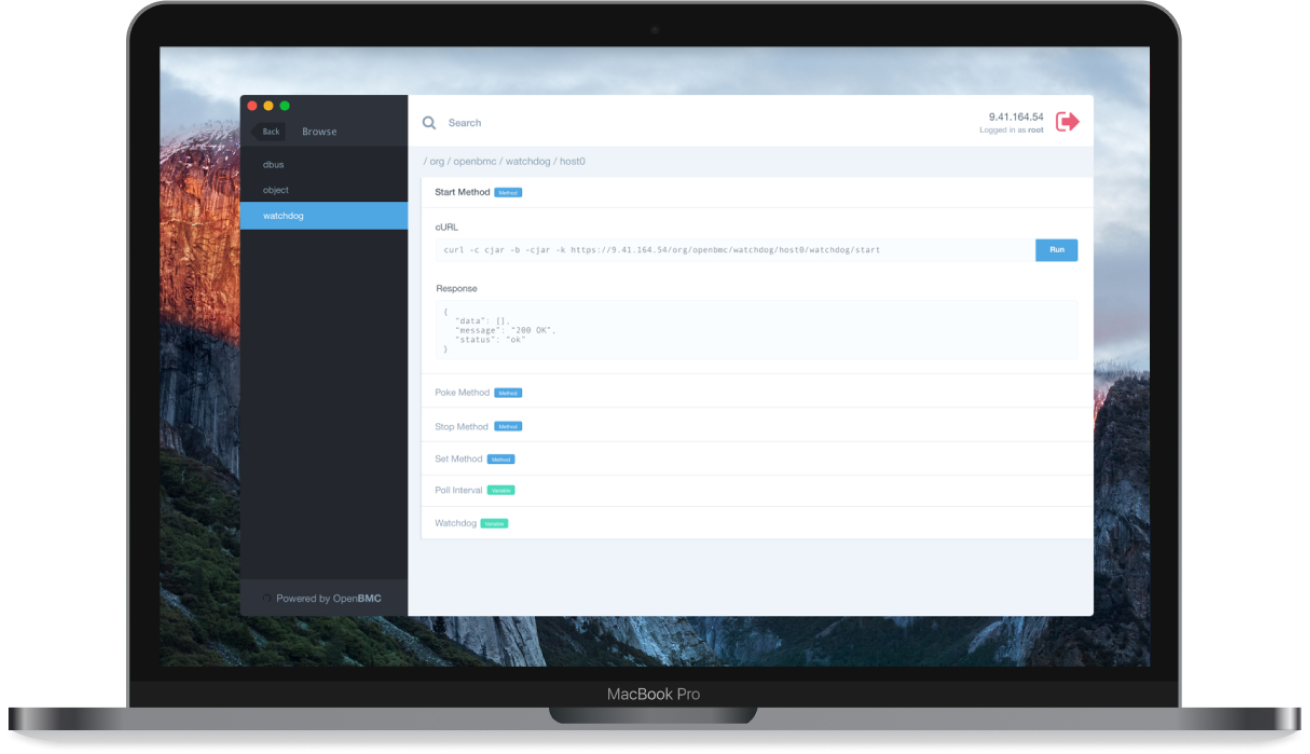 Back
Browse
dbus
object
watchdog
Powered by OpenBMC
Search
9.41.164.54
Logged in as root
/ org / openbmc / watchdog / host0
Start Method Method
cURL
curl -c cjar -b -cjar -k https://9.41.164.54/org/openbmc/watchdog/host0/watchdog/start
Run
Response
{
"data": [],
"message": "200 OK",
"status": "ok"
}
Poke Method Method
Stop Method Method
Set Method Method
Poll Interval Variable
Watchdog Variable
MacBook Pro